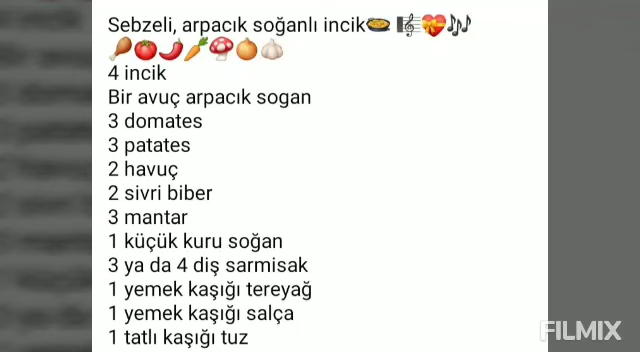 Sebzeli, arpacık soğanlı incik🥘 🎼💝🎶
🍗🍅🌶🥕🍄🧅🧄
4 incik
Bir avuç arpacık sogan
3 domates
3 patates
2 havuç
2 sivri biber
3 mantar
1 küçük kuru soğan
3 ya da 4 diş sarmisak
1 yemek kaşığı tereyağ
1 yemek kaşığı salça
1 tatlı kaşığı tuz
FILMIX